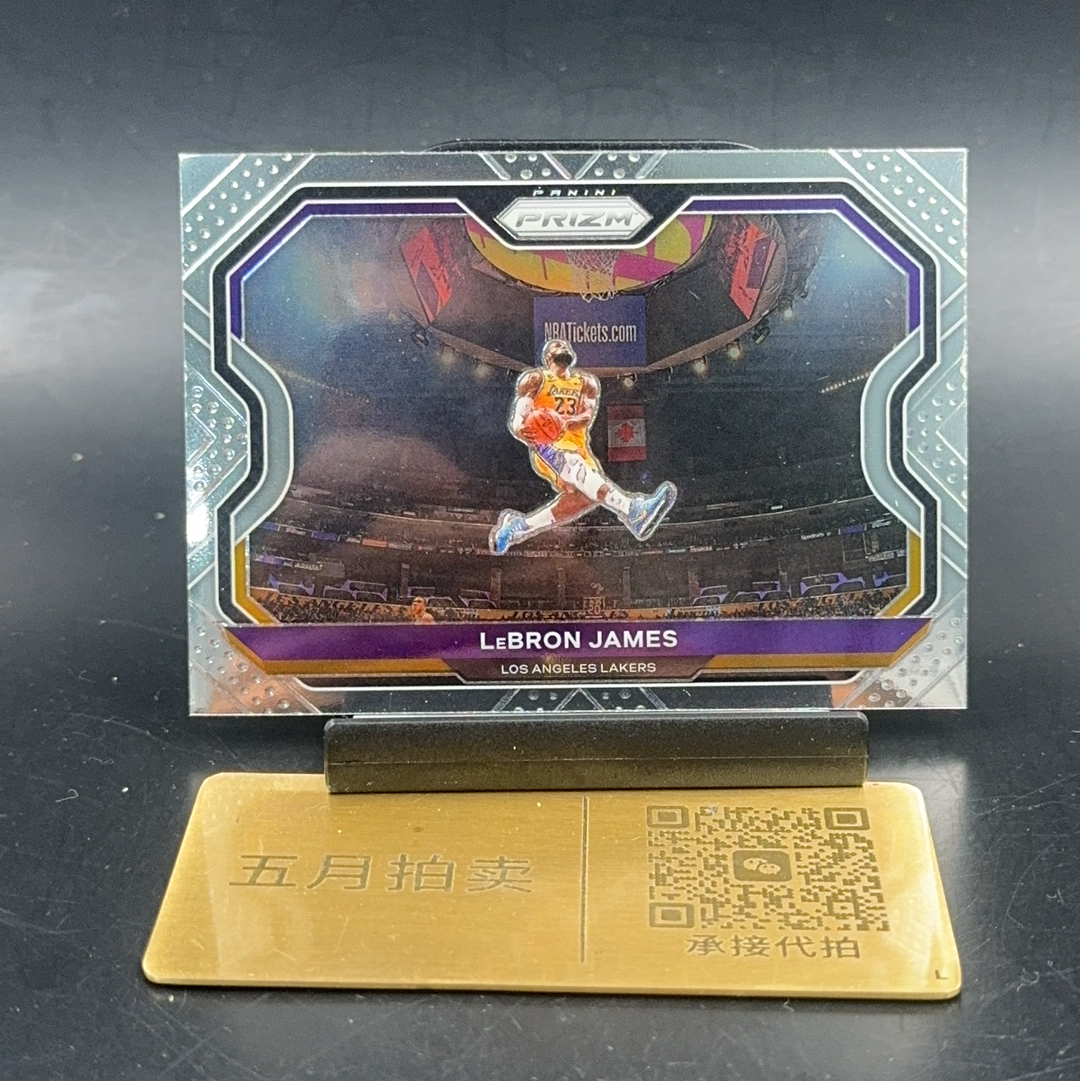 PANINI
PRIZM
NBATickets.com
LAKERS
23
LeBRON JAMES
LOS ANGELES LAKERS
五月拍卖
承接代拍